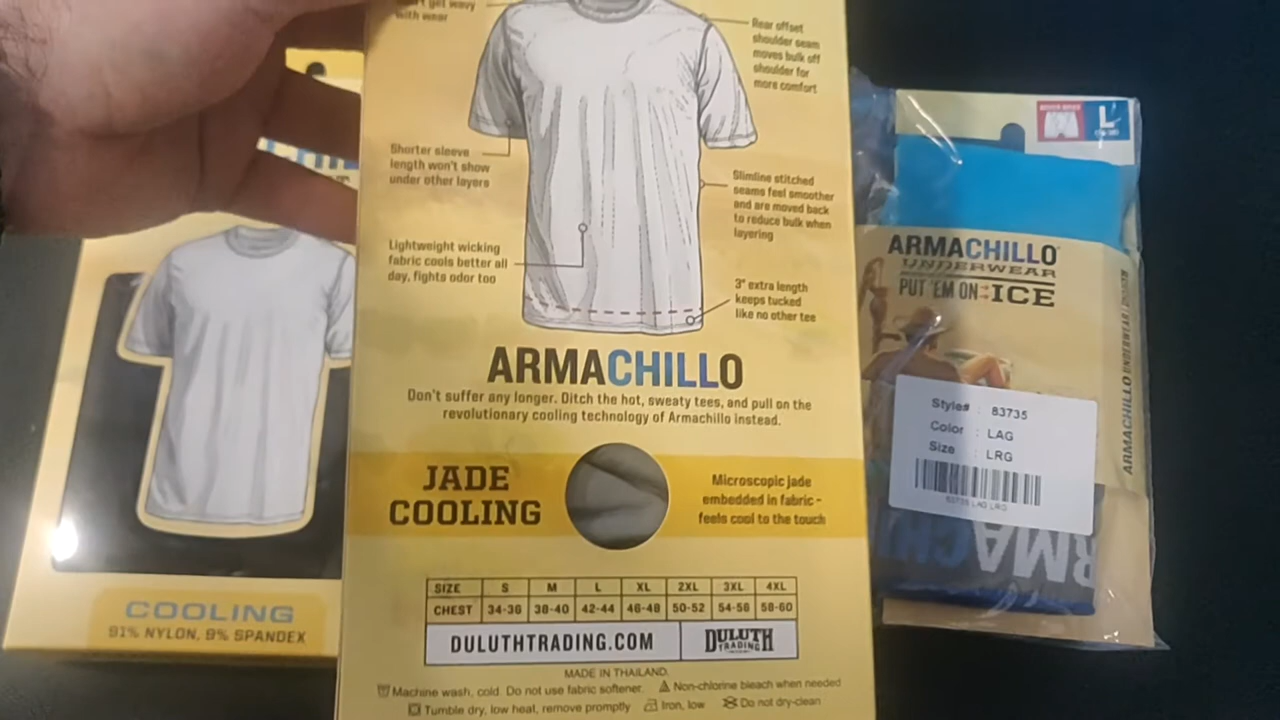 get wavy
with wear
Rear offset
shoulder seam
moves bulk off
shoulder for
more comfort
Shorter sleeve
length won't show
under other layers
Slimline stitched
seams feel smoother
and are moved back
to reduce bulk when
layering
Lightweight wicking
fabric cools better all
day, fights odor too
3" extra length
keeps tucked
like no other tee
ARMACHILLO
Don't suffer any longer. Ditch the hot, sweaty tees, and pull on the
revolutionary cooling technology of Armachillo instead.
JADE
COOLING
Microscopic jade
embedded in fabric -
feels cool to the touch
SIZE S M L XL 2XL 3XL 4XL
CHEST 34-36 38-40 42-44 46-48 50-52 54-56 58-60
DULUTHTRADING.COM
DULUTH
TRADING
MADE IN THAILAND.
Machine wash, cold. Do not use fabric softener. Non-chlorine bleach when needed
Tumble dry, low heat, remove promptly Iron, low Do not dry-clean
COOLING
91% NYLON, 9% SPANDEX
L
ARMACHILLO
UNDERWEAR
PUT 'EM ON ICE
Style# : 83735
Color : LAG
Size : LRG
83735 LAG LRG
ARMACHILLO UNDERWEAR